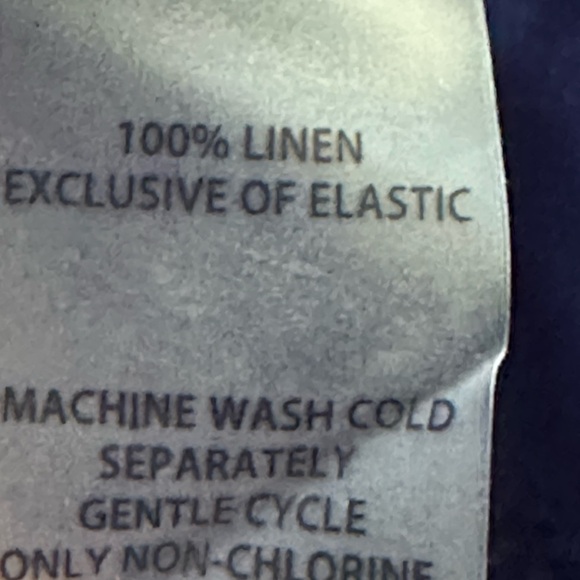 100% LINEN
EXCLUSIVE OF ELASTIC
MACHINE WASH COLD
SEPARATELY
GENTLE CYCLE
ONLY NON-CHLORINE